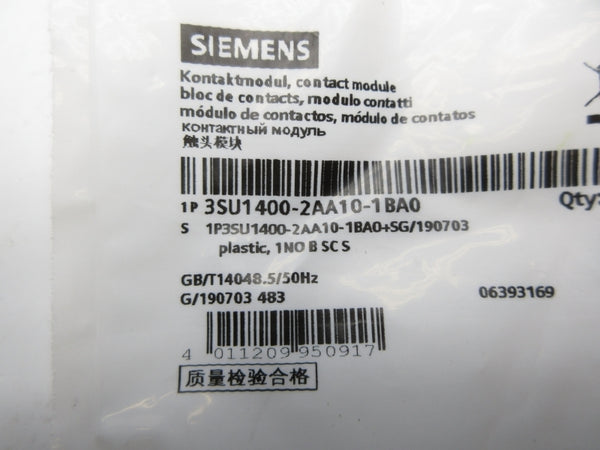 SIEMENS
Kontaktmodul, contact module
bloc de contacts, modulo contatti
módulo de contactos, módulo de contatos
контактный модуль
触头模块
1P 3SU1400-2AA10-1BA0 Qty
S 1P3SU1400-2AA10-1BA0+SG/190703
plastic, 1NO B SC S
GB/T14048.5/50Hz
G/190703 483 06393169
4 011209 950917
质量检验合格